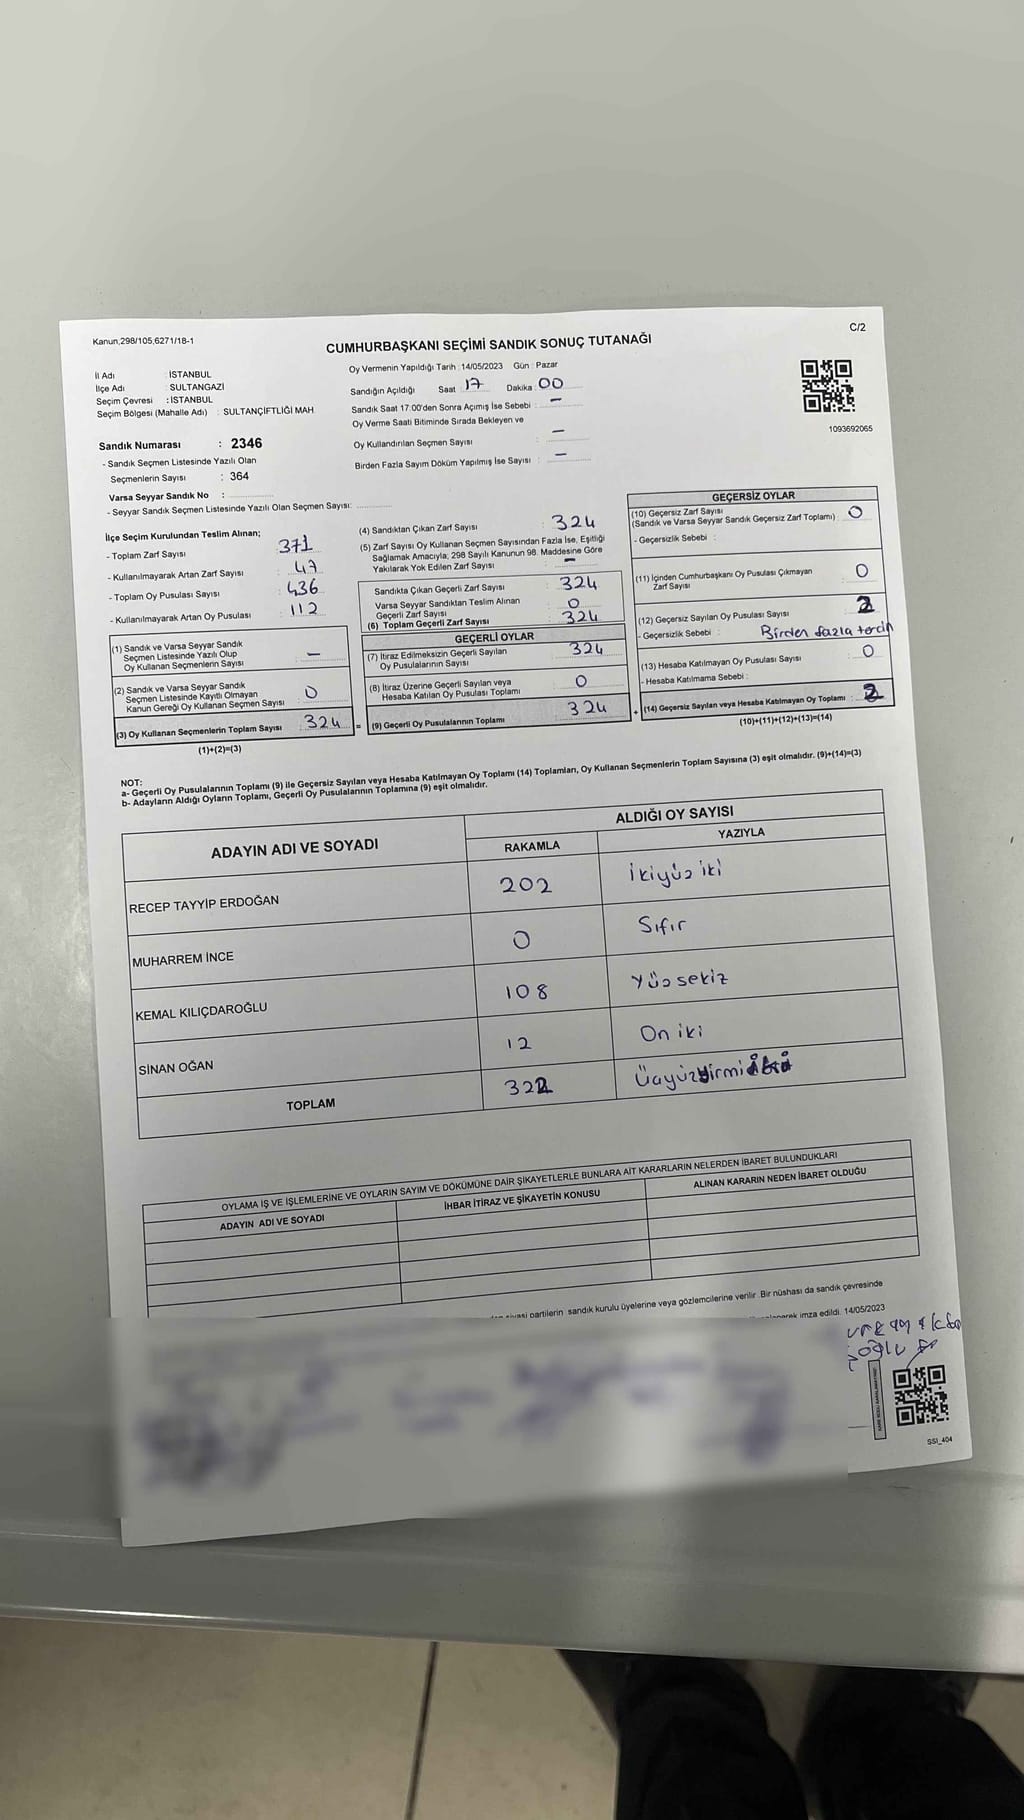 Kanun,298/105,6271/18-1
C/2
CUMHURBAŞKANI SEÇİMİ SANDIK SONUÇ TUTANAĞI
İl Adı : İSTANBUL
İlçe Adı : SULTANGAZİ
Seçim Çevresi : İSTANBUL
Seçim Bölgesi (Mahalle Adı) : SULTANÇİFTLİĞİ MAH
Sandık Numarası : 2346
- Sandık Seçmen Listesinde Yazılı Olan
Seçmenlerin Sayısı : 364
Varsa Seyyar Sandık No :
- Seyyar Sandık Seçmen Listesinde Yazılı Olan Seçmen Sayısı:
Oy Vermenin Yapıldığı Tarih : 14/05/2023 Gün : Pazar
Sandığın Açıldığı Saat : 17 Dakika : 00
Sandık Saat 17:00'den Sonra Açımış İse Sebebi : -
Oy Verme Saati Bitiminde Sırada Bekleyen ve
Oy Kullandırılan Seçmen Sayısı : -
Birden Fazla Sayım Döküm Yapılmış İse Sayısı : -
1093692065
İlçe Seçim Kurulundan Teslim Alınan;
- Toplam Zarf Sayısı : 371
- Kullanılmayarak Artan Zarf Sayısı : 47
- Toplam Oy Pusulası Sayısı : 436
- Kullanılmayarak Artan Oy Pusulası : 112
(1) Sandık ve Varsa Seyyar Sandık
Seçmen Listesinde Yazılı Olup
Oy Kullanan Seçmenlerin Sayısı : -
(2) Sandık ve Varsa Seyyar Sandık
Seçmen Listesinde Kayıtlı Olmayan
Kanun Gereği Oy Kullanan Seçmen Sayısı : 0
(3) Oy Kullanan Seçmenlerin Toplam Sayısı : 324 =
(1)+(2)=(3)
(4) Sandıktan Çıkan Zarf Sayısı : 324
(5) Zarf Sayısı Oy Kullanan Seçmen Sayısından Fazla İse, Eşitliği
Sağlamak Amacıyla, 298 Sayılı Kanunun 98. Maddesine Göre
Yakılarak Yok Edilen Zarf Sayısı : -
Sandıkta Çıkan Geçerli Zarf Sayısı : 324
Varsa Seyyar Sandıktan Teslim Alınan
Geçerli Zarf Sayısı : 0
(6) Toplam Geçerli Zarf Sayısı : 324
GEÇERLİ OYLAR
(7) İtiraz Edilmeksizin Geçerli Sayılan
Oy Pusulalarının Sayısı : 324
(8) İtiraz Üzerine Geçerli Sayılan veya
Hesaba Katılan Oy Pusulası Toplamı : 0
(9) Geçerli Oy Pusulalarının Toplamı : 324 +
GEÇERSİZ OYLAR
(10) Geçersiz Zarf Sayısı
(Sandık ve Varsa Seyyar Sandık Geçersiz Zarf Toplamı) : 0
- Geçersizlik Sebebi :
(11) İçinden Cumhurbaşkanı Oy Pusulası Çıkmayan
Zarf Sayısı : 0
(12) Geçersiz Sayılan Oy Pusulası Sayısı : 2
- Geçersizlik Sebebi : Birden fazla tercih
(13) Hesaba Katılmayan Oy Pusulası Sayısı : 0
- Hesaba Katılmama Sebebi :
(14) Geçersiz Sayılan veya Hesaba Katılmayan Oy Toplamı : 2
(10)+(11)+(12)+(13)=(14)
NOT:
a- Geçerli Oy Pusulalarının Toplamı (9) ile Geçersiz Sayılan veya Hesaba Katılmayan Oy Toplamı (14) Toplamları, Oy Kullanan Seçmenlerin Toplam Sayısına (3) eşit olmalıdır. (9)+(14)=(3)
b- Adayların Aldığı Oyların Toplamı, Geçerli Oy Pusulalarının Toplamına (9) eşit olmalıdır.
ADAYIN ADI VE SOYADI
ALDIĞI OY SAYISI
RAKAMLA YAZIYLA
RECEP TAYYİP ERDOĞAN 202 İkiyüz iki
MUHARREM İNCE 0 Sıfır
KEMAL KILIÇDAROĞLU 108 Yüz sekiz
SİNAN OĞAN 12 On iki
TOPLAM 322 Üçyüzyirmi
OYLAMA İŞ VE İŞLEMLERİNE VE OYLARIN SAYIM VE DÖKÜMÜNE DAİR ŞİKAYETLERLE BUNLARA AİT KARARLARIN NELERDEN İBARET BULUNDUKLARI
ADAYIN ADI VE SOYADI İHBAR İTİRAZ VE ŞİKAYETİN KONUSU ALINAN KARARIN NEDEN İBARET OLDUĞU
siyasi partilerin sandık kurulu üyelerine veya gözlemcilerine verilir. Bir nüshası da sandık çevresinde
imza edildi. 14/05/2023
SSI_404